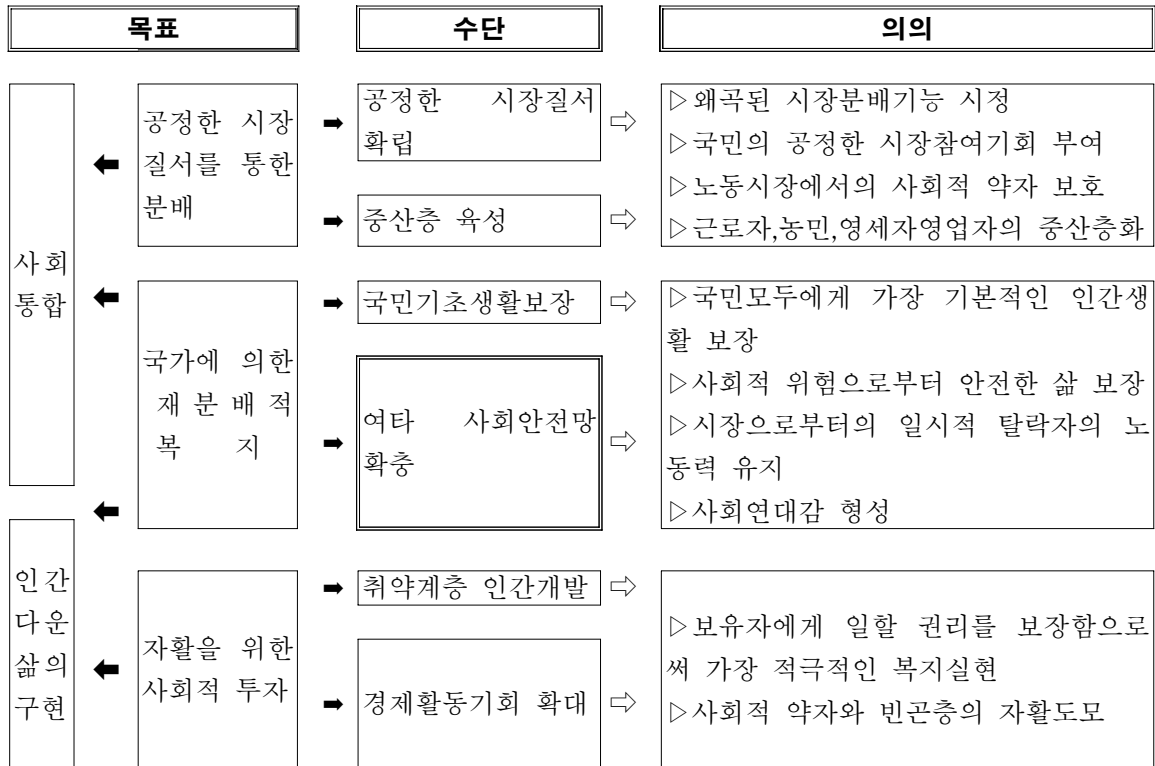 목표 수단 의의
사회
통합
공정한 시장
질서를 통한
분배
공정한 시장질서
확립
중산층 육성
▷왜곡된 시장분배기능 시정
▷국민의 공정한 시장참여기회 부여
▷노동시장에서의 사회적 약자 보호
▷근로자,농민,영세자영업자의 중산층화
국가에 의한
재분배적
복 지
국민기초생활보장
여타 사회안전망
확충
▷국민모두에게 가장 기본적인 인간생
활 보장
▷사회적 위험으로부터 안전한 삶 보장
▷시장으로부터의 일시적 탈락자의 노
동력 유지
▷사회연대감 형성
인간
다운
삶의
구현
자활을 위한
사회적 투자
취약계층 인간개발
경제활동기회 확대
▷보유자에게 일할 권리를 보장함으로
써 가장 적극적인 복지실현
▷사회적 약자와 빈곤층의 자활도모